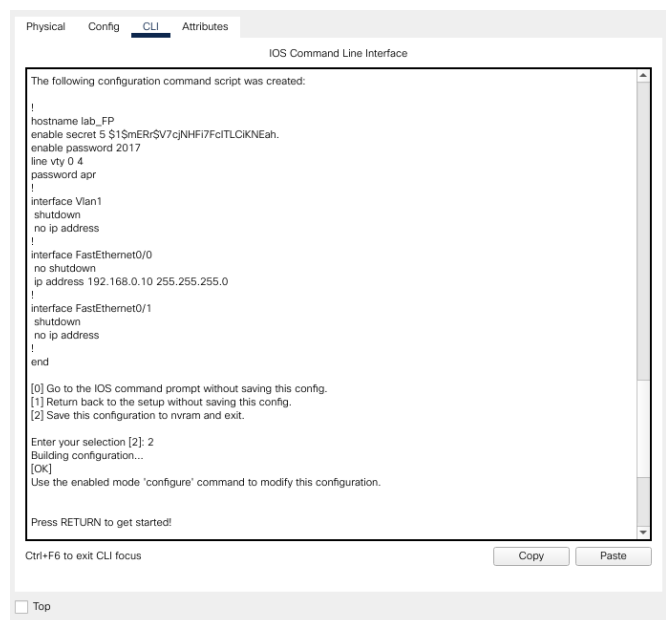 Physical Config CLI Attributes
IOS Command Line Interface
The following configuration command script was created:
!
hostname lab_FP
enable secret 5 $1$mERr$V7cjNHFi7FcITLCiKNEah.
enable password 2017
line vty 0 4
password apr
!
interface Vlan1
shutdown
no ip address
!
interface FastEthernet0/0
no shutdown
ip address 192.168.0.10 255.255.255.0
!
interface FastEthernet0/1
shutdown
no ip address
!
end
[0] Go to the IOS command prompt without saving this config.
[1] Return back to the setup without saving this config.
[2] Save this configuration to nvram and exit.
Enter your selection [2]: 2
Building configuration...
[OK]
Use the enabled mode 'configure' command to modify this configuration.
Press RETURN to get started!
Ctrl+F6 to exit CLI focus
Copy Paste
Top